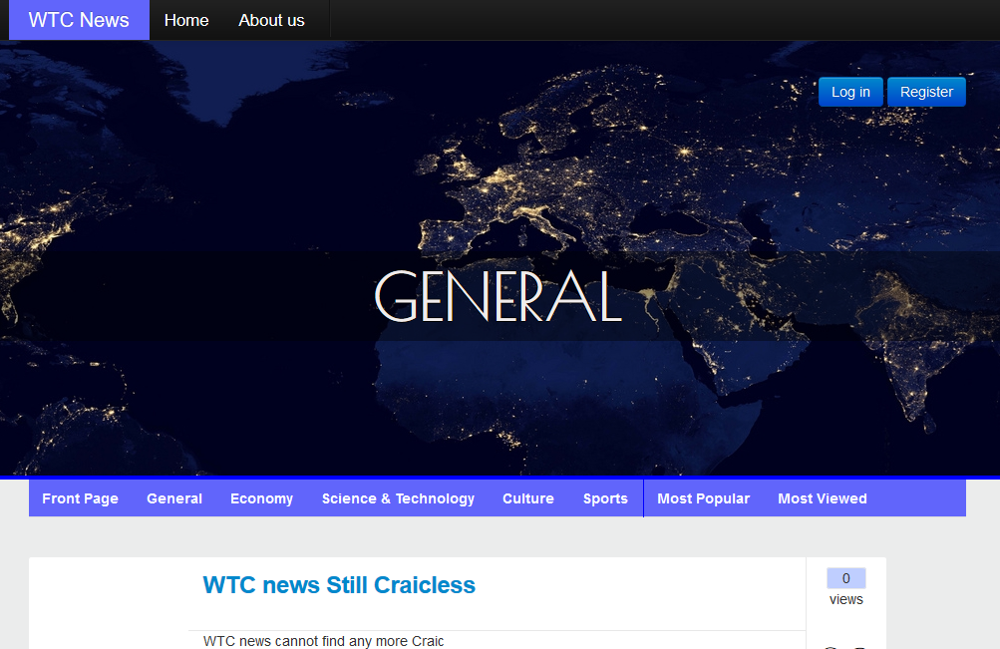 WTC News Home About us
Log in Register
GENERAL
Front Page General Economy Science & Technology Culture Sports Most Popular Most Viewed
WTC news Still Craicless
0
views
WTC news cannot find any more Craic